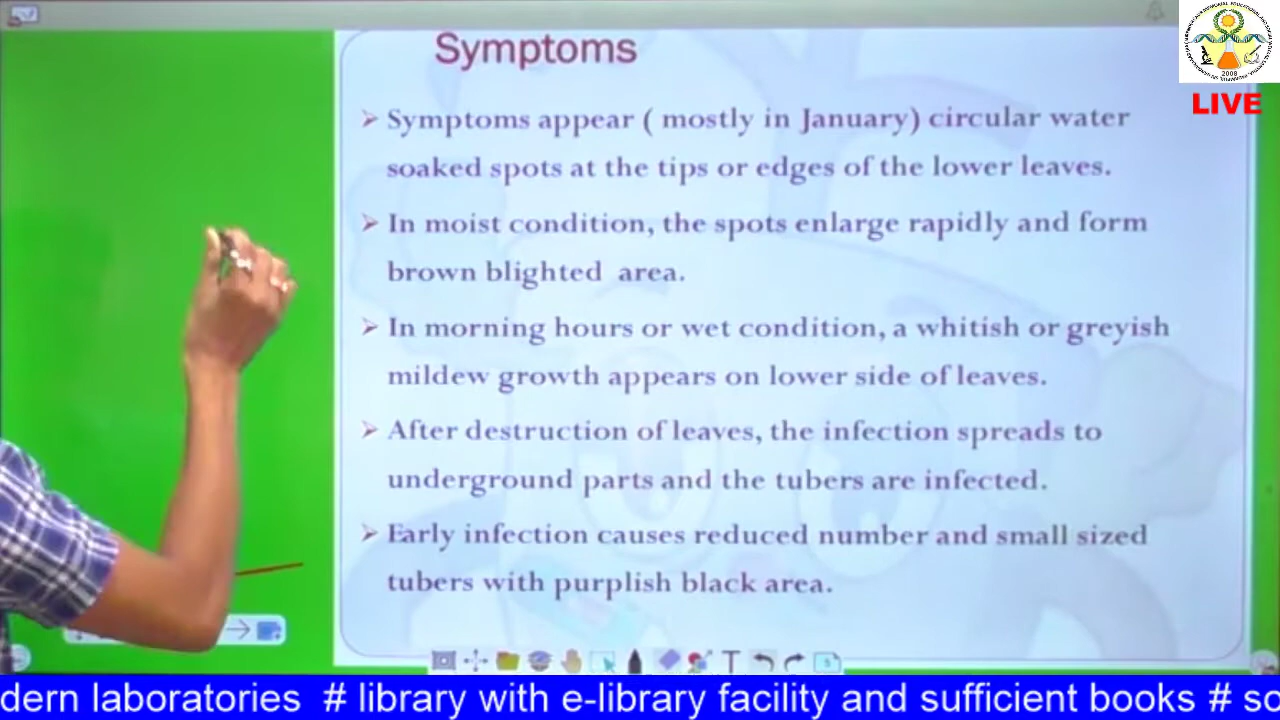 Symptoms
➢ Symptoms appear ( mostly in January) circular water
soaked spots at the tips or edges of the lower leaves.
➢ In moist condition, the spots enlarge rapidly and form
brown blighted area.
➢ In morning hours or wet condition, a whitish or greyish
mildew growth appears on lower side of leaves.
➢ After destruction of leaves, the infection spreads to
underground parts and the tubers are infected.
➢ Early infection causes reduced number and small sized
tubers with purplish black area.
2008
LIVE
dern laboratories # library with e-library facility and sufficient books # sc